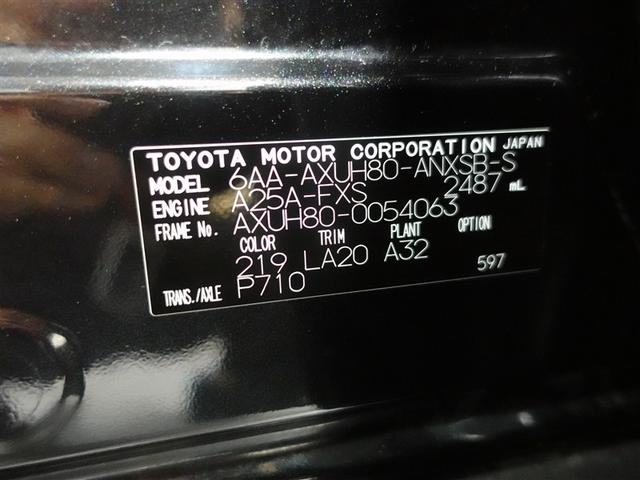 TOYOTA MOTOR CORPORATION JAPAN
MODEL 6AA-AXUH80-ANXSB-S
ENGINE A25A-FXS 2487 mL
FRAME No. AXUH80-0054063
COLOR TRIM PLANT OPTION
219 LA20 A32 597
TRANS./AXLE P710